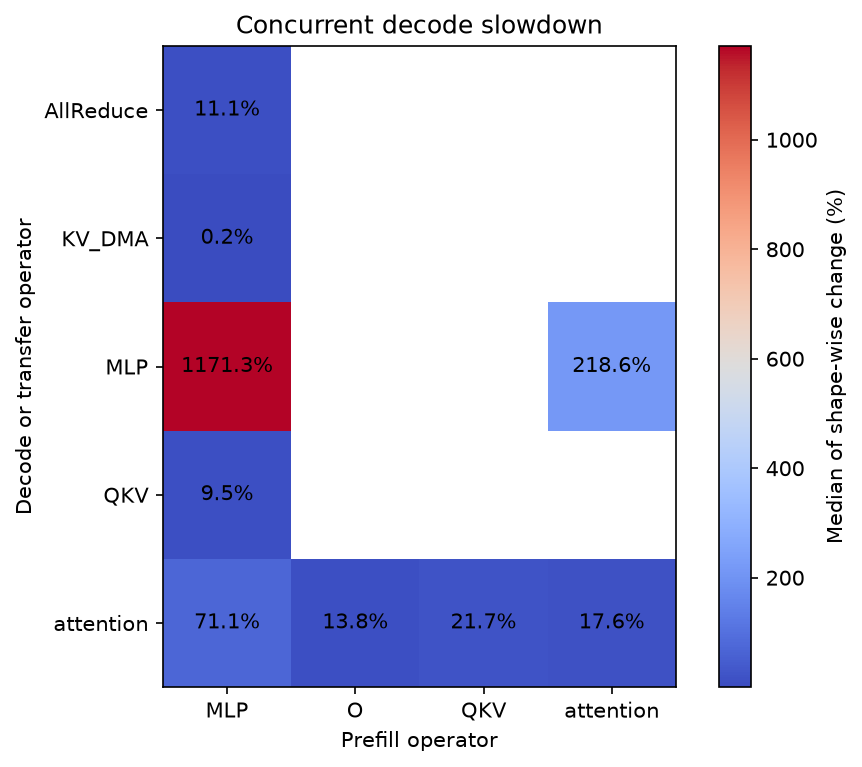 Concurrent decode slowdown
AllReduce
KV_DMA
MLP
QKV
attention
Decode or transfer operator
11.1%
0.2%
1171.3% 218.6%
9.5%
71.1% 13.8% 21.7% 17.6%
MLP O QKV attention
Prefill operator
1000
800
600
400
200
Median of shape-wise change (%)